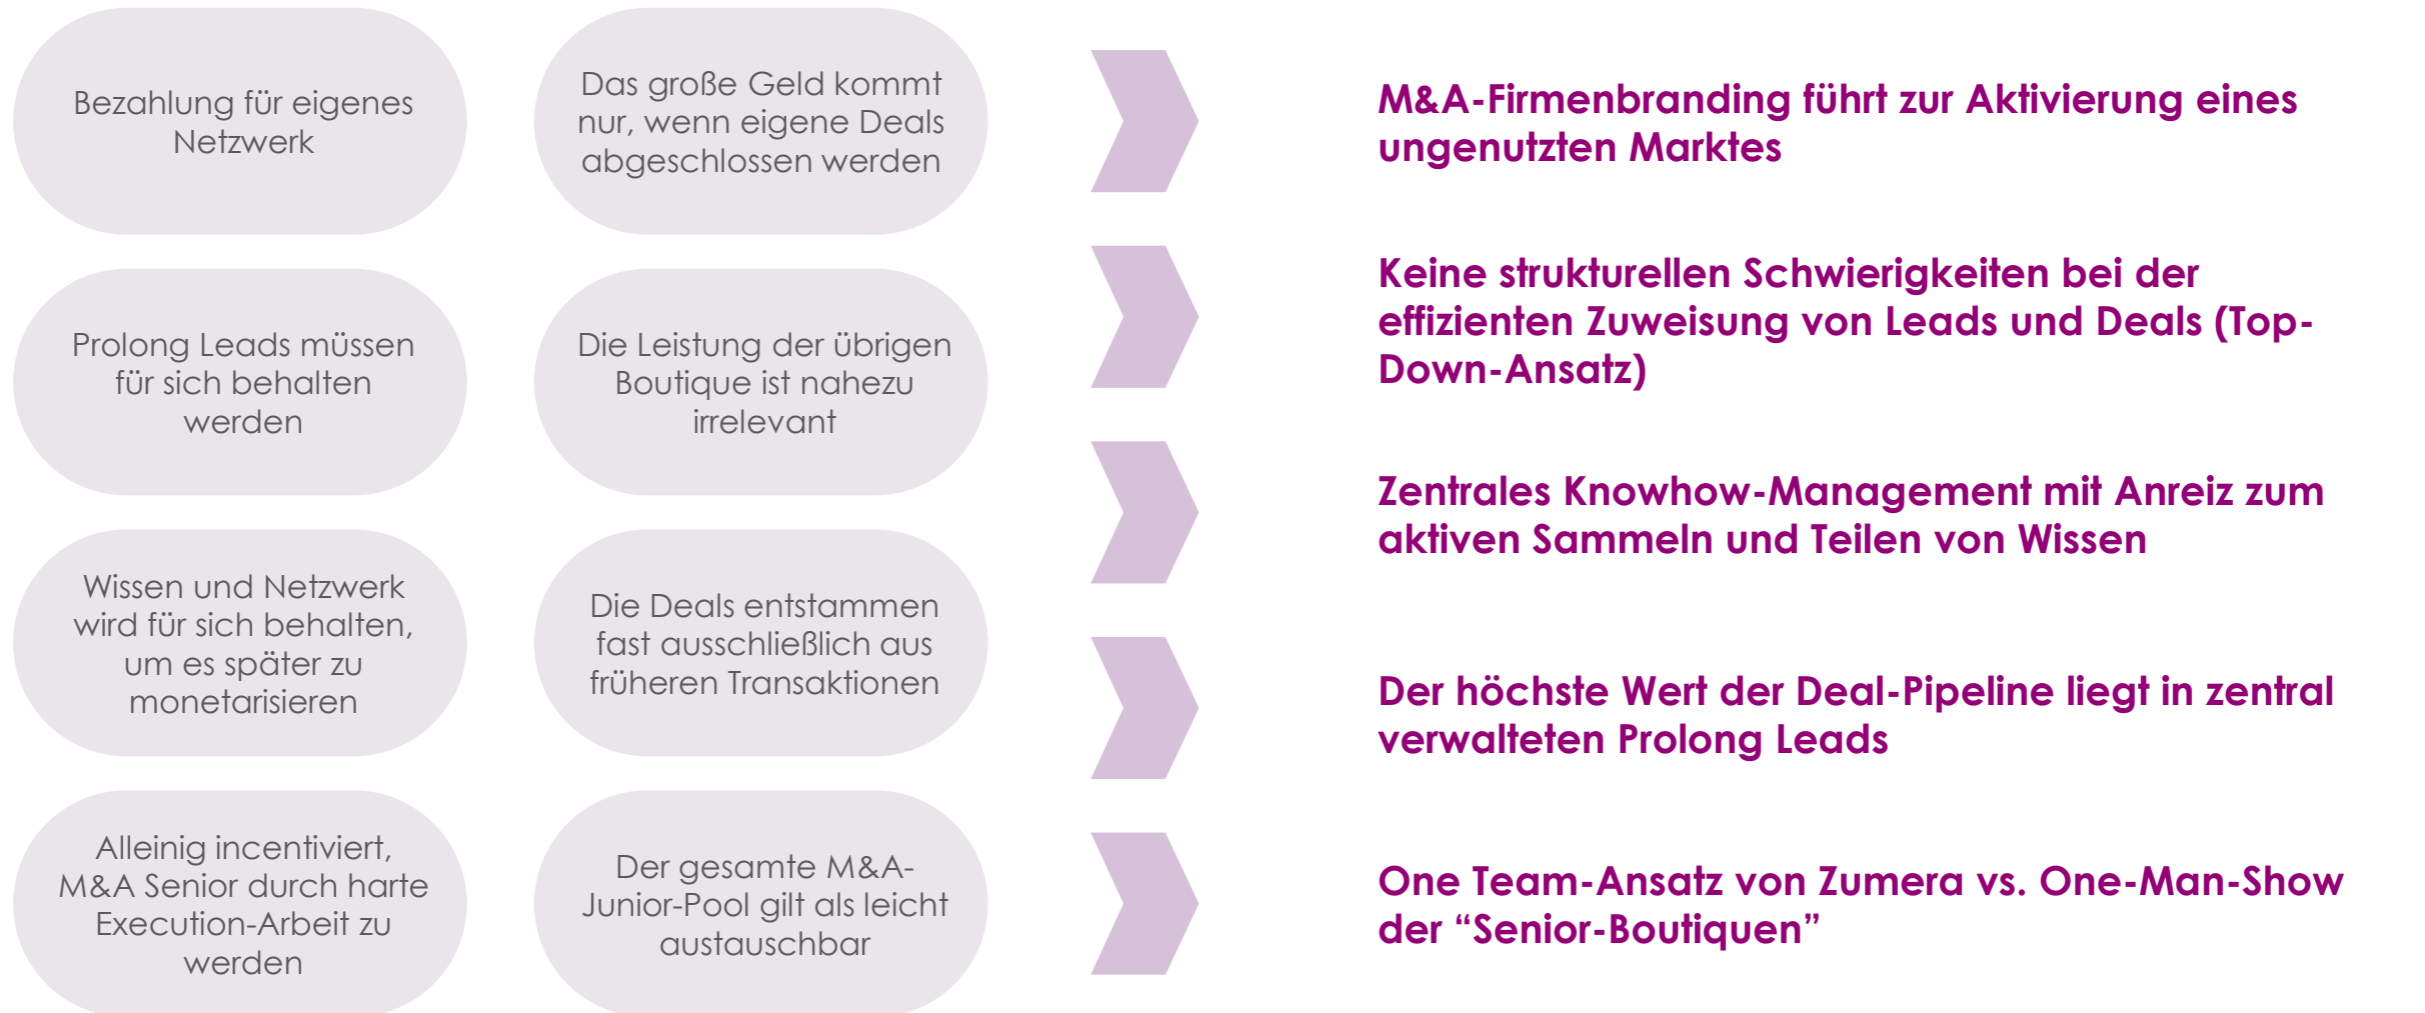 Bezahlung für eigenes
Netzwerk
Das große Geld kommt
nur, wenn eigene Deals
abgeschlossen werden
M&A-Firmenbranding führt zur Aktivierung eines
ungenutzten Marktes
Prolong Leads müssen
für sich behalten
werden
Die Leistung der übrigen
Boutique ist nahezu
irrelevant
Keine strukturellen Schwierigkeiten bei der
effizienten Zuweisung von Leads und Deals (Top-
Down-Ansatz)
Zentrales Knowhow-Management mit Anreiz zum
aktiven Sammeln und Teilen von Wissen
Wissen und Netzwerk
wird für sich behalten,
um es später zu
monetarisieren
Die Deals entstammen
fast ausschließlich aus
früheren Transaktionen
Der höchste Wert der Deal-Pipeline liegt in zentral
verwalteten Prolong Leads
Alleinig incentiviert,
M&A Senior durch harte
Execution-Arbeit zu
werden
Der gesamte M&A-
Junior-Pool gilt als leicht
austauschbar
One Team-Ansatz von Zumera vs. One-Man-Show
der “Senior-Boutiquen”